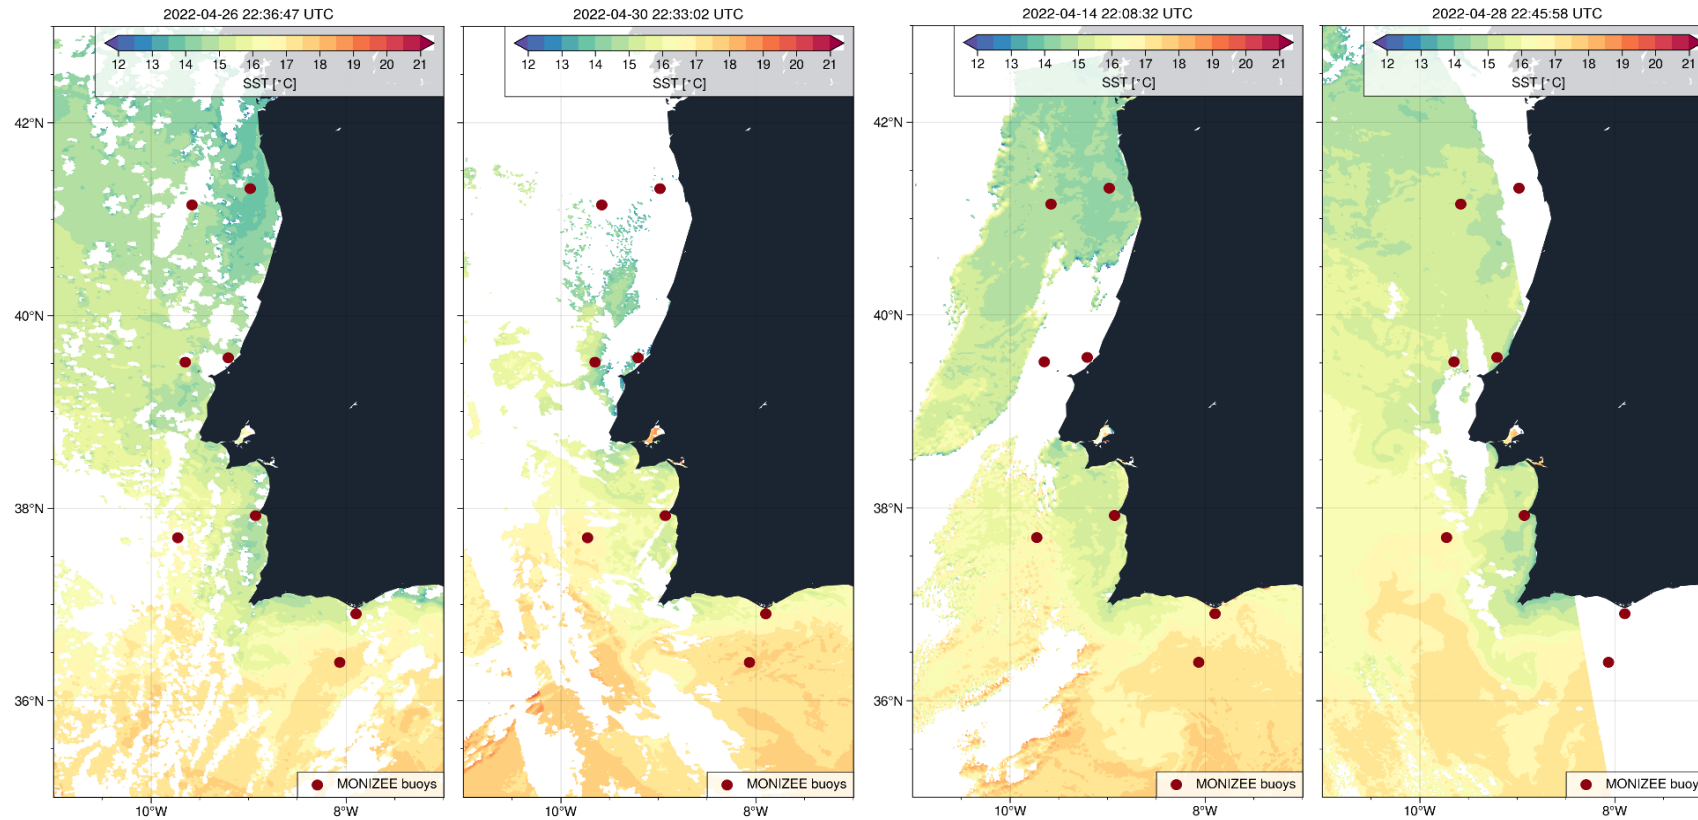 2022-04-26 22:36:47 UTC
2022-04-30 22:33:02 UTC
2022-04-14 22:08:32 UTC
2022-04-28 22:45:58 UTC
12 13 14 15 16 17 18 19 20 21
SST [°C]
12 13 14 15 16 17 18 19 20 21
SST [°C]
12 13 14 15 16 17 18 19 20 21
SST [°C]
12 13 14 15 16 17 18 19 20 21
SST [°C]
42°N
40°N
38°N
36°N
42°N
40°N
38°N
36°N
MONIZEE buoys
MONIZEE buoys
MONIZEE buoys
MONIZEE buoys
10°W 8°W
10°W 8°W
10°W 8°W
10°W 8°W